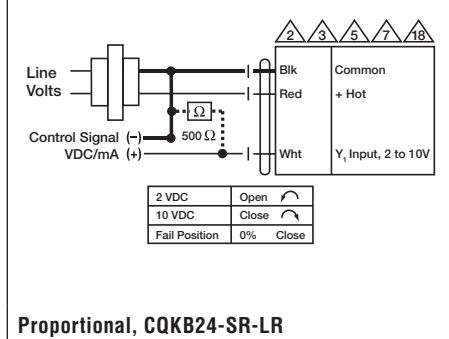 2 3 5 7 18
Line
Volts
Blk Common
Red + Hot
Ω
Control Signal (−) 500 Ω
VDC/mA (+)
Wht Y1 Input, 2 to 10V
2 VDC Open
10 VDC Close
Fail Position 0% Close
Proportional, CQKB24-SR-LR